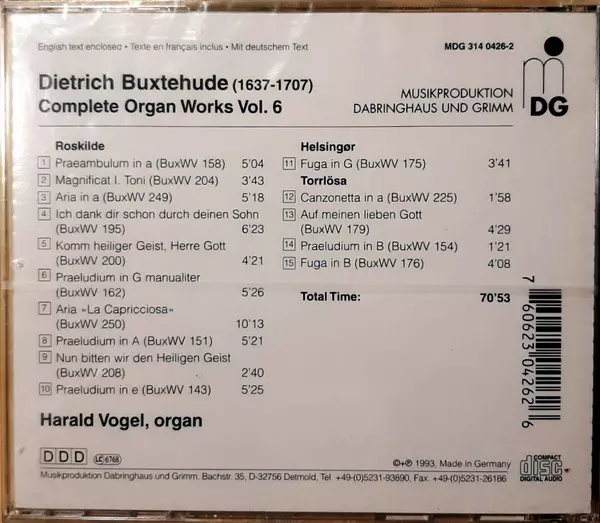 English text enclosed • Texte en français inclus • Mit deutschem Text
MDG 314 0426-2
Dietrich Buxtehude (1637-1707)
Complete Organ Works Vol. 6
MUSIKPRODUKTION
DABRINGHAUS UND GRIMM
m
DG
Roskilde
1 Praeambulum in a (BuxWV 158) 5'04
2 Magnificat I. Toni (BuxWV 204) 3'43
3 Aria in a (BuxWV 249) 5'18
4 Ich dank dir schon durch deinen Sohn
(BuxWV 195) 6'23
5 Komm heiliger Geist, Herre Gott
(BuxWV 200) 4'21
6 Praeludium in G manualiter
(BuxWV 162) 5'26
7 Aria »La Capricciosa«
(BuxWV 250) 10'13
8 Praeludium in A (BuxWV 151) 5'21
9 Nun bitten wir den Heiligen Geist
(BuxWV 208) 2'40
10 Praeludium in e (BuxWV 143) 5'25
Helsingør
11 Fuga in G (BuxWV 175) 3'41
Torrlösa
12 Canzonetta in a (BuxWV 225) 1'58
13 Auf meinen lieben Gott
(BuxWV 179) 4'29
14 Praeludium in B (BuxWV 154) 1'21
15 Fuga in B (BuxWV 176) 4'08
Total Time: 70'53
7 60623 04262 6
Harald Vogel, organ
DDD LC 6768
©+℗ 1993, Made in Germany
COMPACT
disc
DIGITAL AUDIO
Musikproduktion Dabringhaus und Grimm. Bachstr. 35, D-32756 Detmold, Tel +49-(0)5231-93890, Fax +49-(0)5231-26186